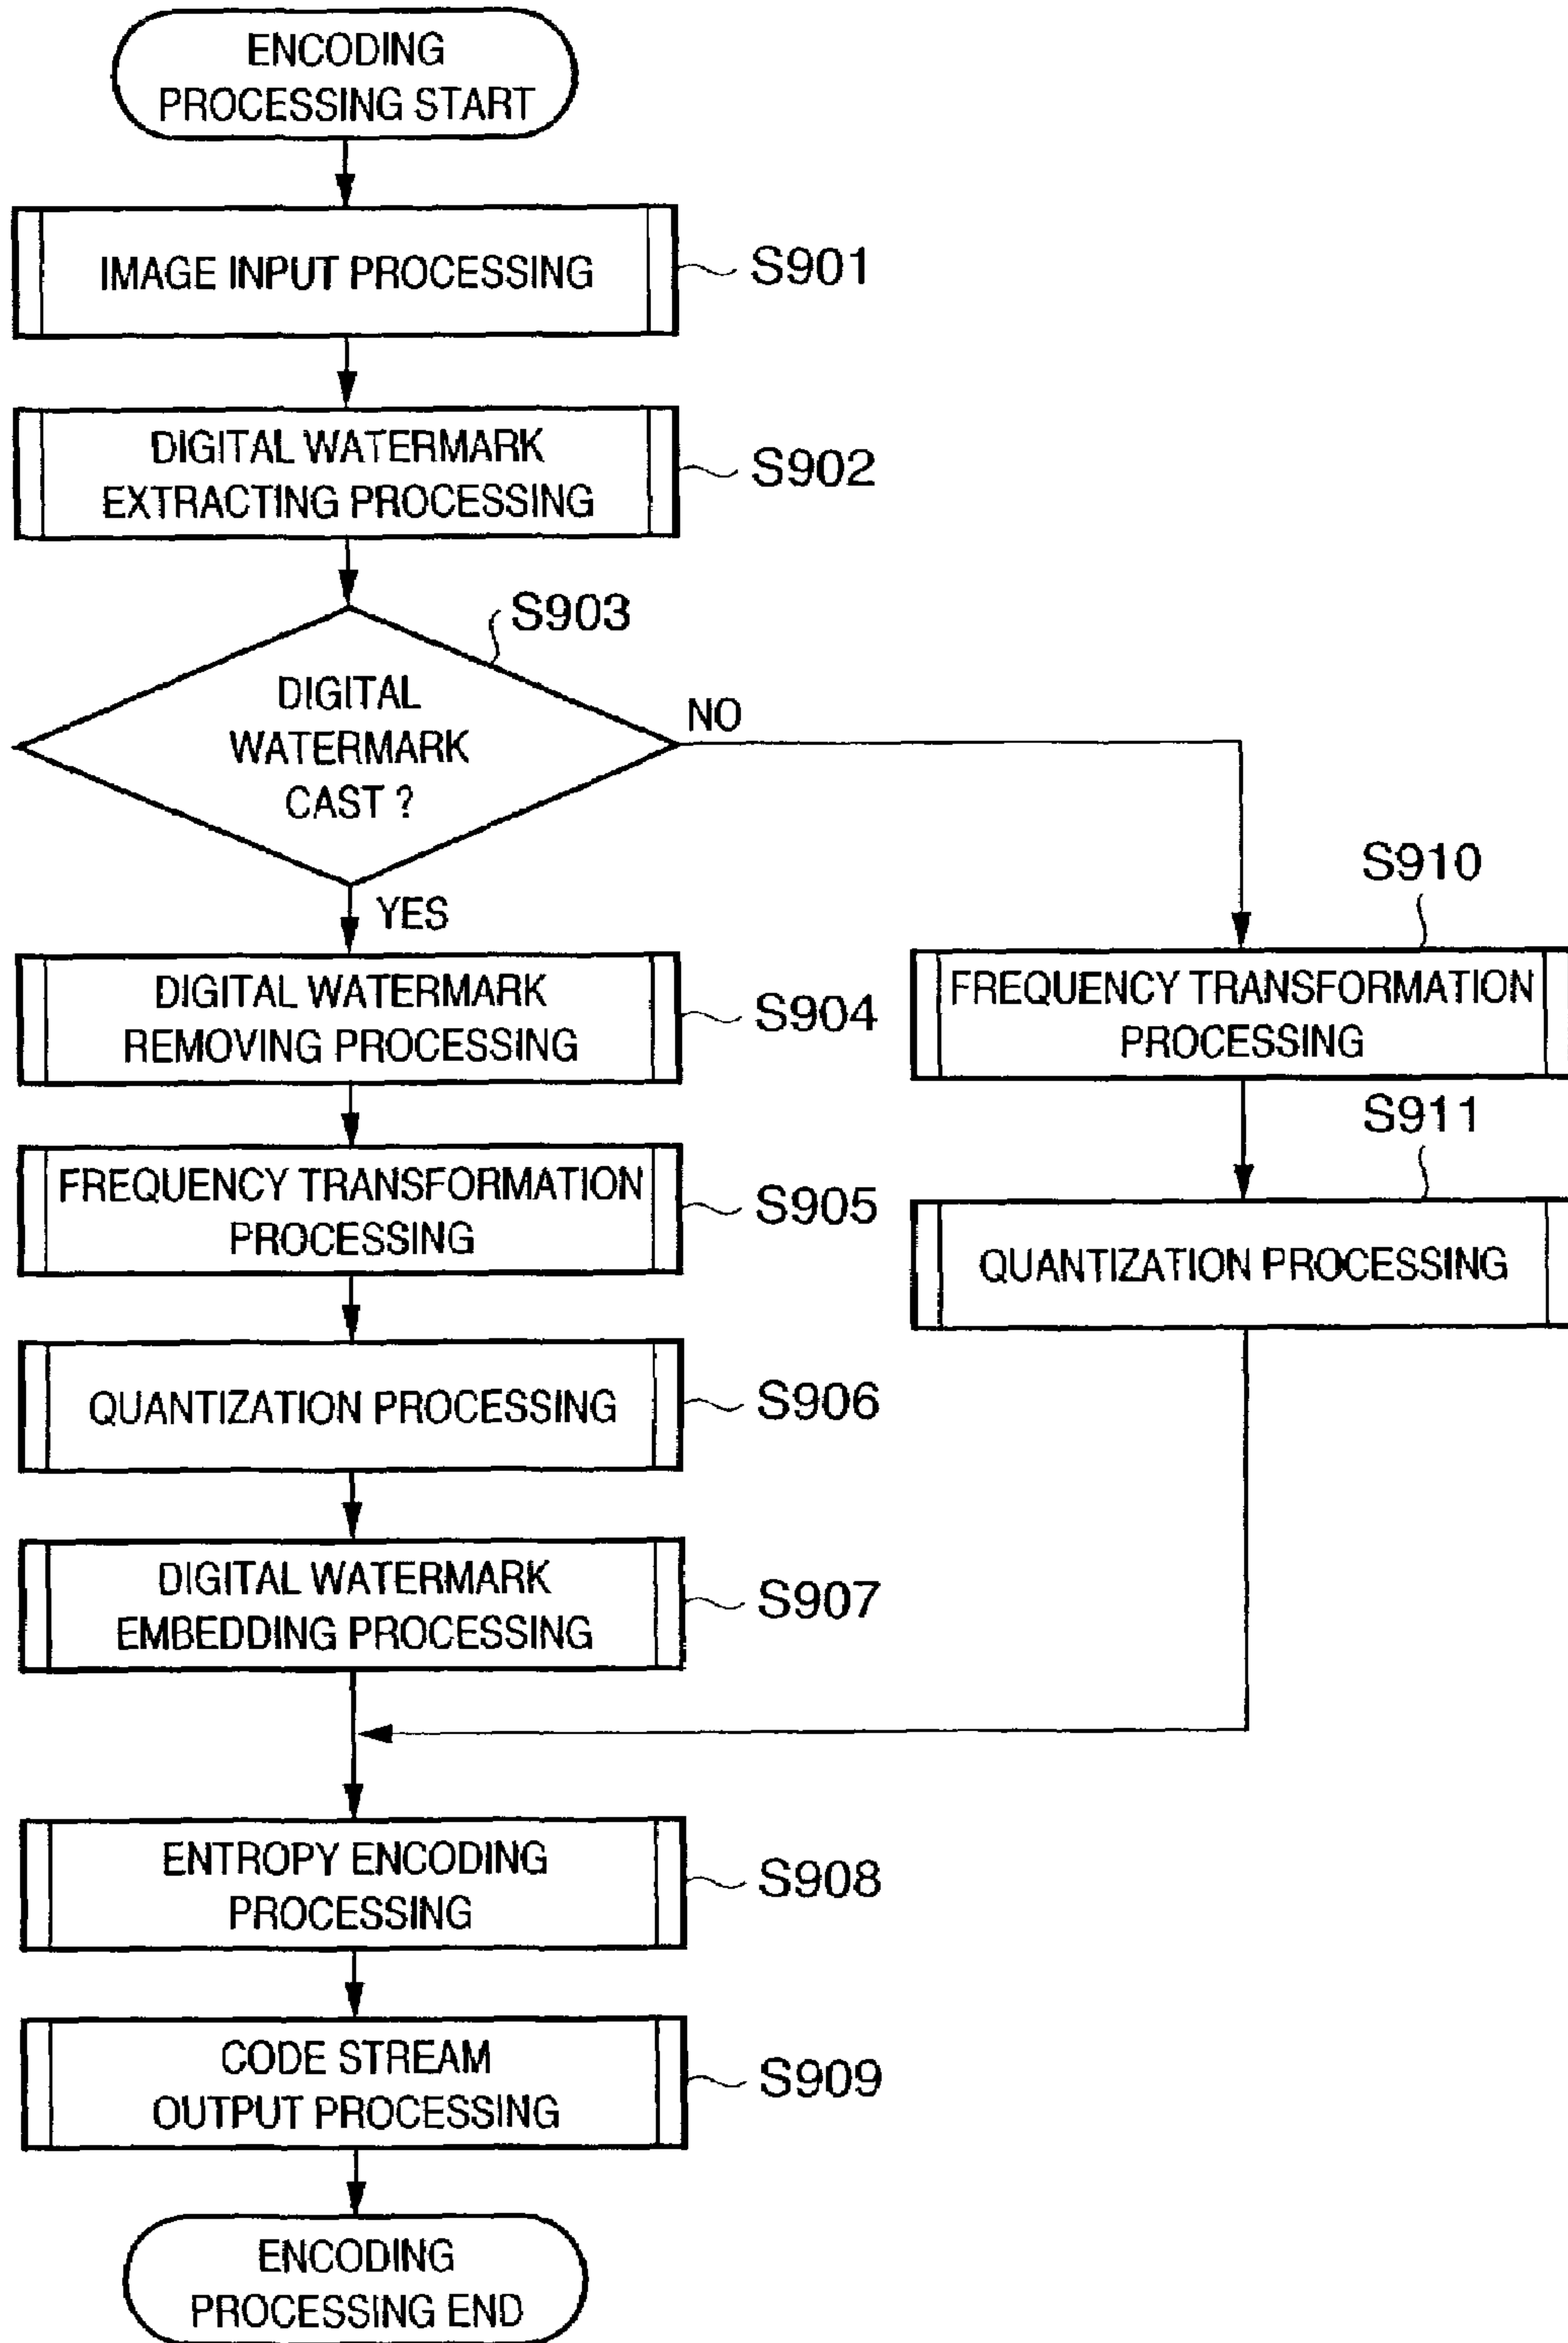 ENCODING
PROCESSING START
IMAGE INPUT PROCESSING
S901
DIGITAL WATERMARK
EXTRACTING PROCESSING
S902
S903
DIGITAL
WATERMARK
CAST ?
NO
YES
DIGITAL WATERMARK
REMOVING PROCESSING
S904
FREQUENCY TRANSFORMATION
PROCESSING
S905
QUANTIZATION PROCESSING
S906
DIGITAL WATERMARK
EMBEDDING PROCESSING
S907
S910
FREQUENCY TRANSFORMATION
PROCESSING
S911
QUANTIZATION PROCESSING
ENTROPY ENCODING
PROCESSING
S908
CODE STREAM
OUTPUT PROCESSING
S909
ENCODING
PROCESSING END